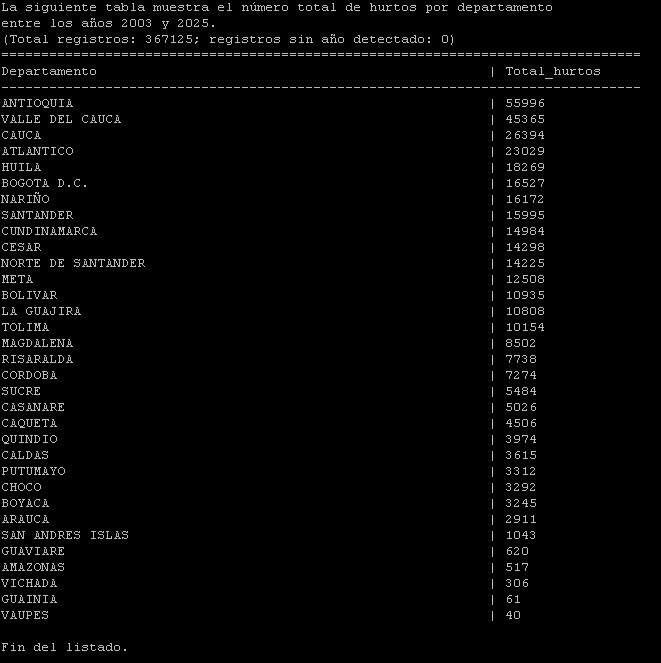 La siguiente tabla muestra el número total de hurtos por departamento
entre los años 2003 y 2025.
(Total registros: 367125; registros sin año detectado: 0)
================================================================================
Departamento | Total_hurtos
--------------------------------------------------------------------------------
ANTIOQUIA | 55996
VALLE DEL CAUCA | 45365
CAUCA | 26394
ATLANTICO | 23029
HUILA | 18269
BOGOTA D.C. | 16527
NARIÑO | 16172
SANTANDER | 15995
CUNDINAMARCA | 14984
CESAR | 14298
NORTE DE SANTANDER | 14225
META | 12508
BOLIVAR | 10935
LA GUAJIRA | 10808
TOLIMA | 10154
MAGDALENA | 8502
RISARALDA | 7738
CORDOBA | 7274
SUCRE | 5484
CASANARE | 5026
CAQUETA | 4506
QUINDIO | 3974
CALDAS | 3615
PUTUMAYO | 3312
CHOCO | 3292
BOYACA | 3245
ARAUCA | 2911
SAN ANDRES ISLAS | 1043
GUAVIARE | 620
AMAZONAS | 517
VICHADA | 306
GUAINIA | 61
VAUPES | 40
Fin del listado.